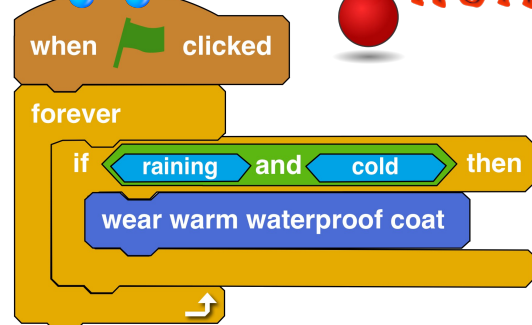 when clicked
forever
if raining and cold then
wear warm waterproof coat